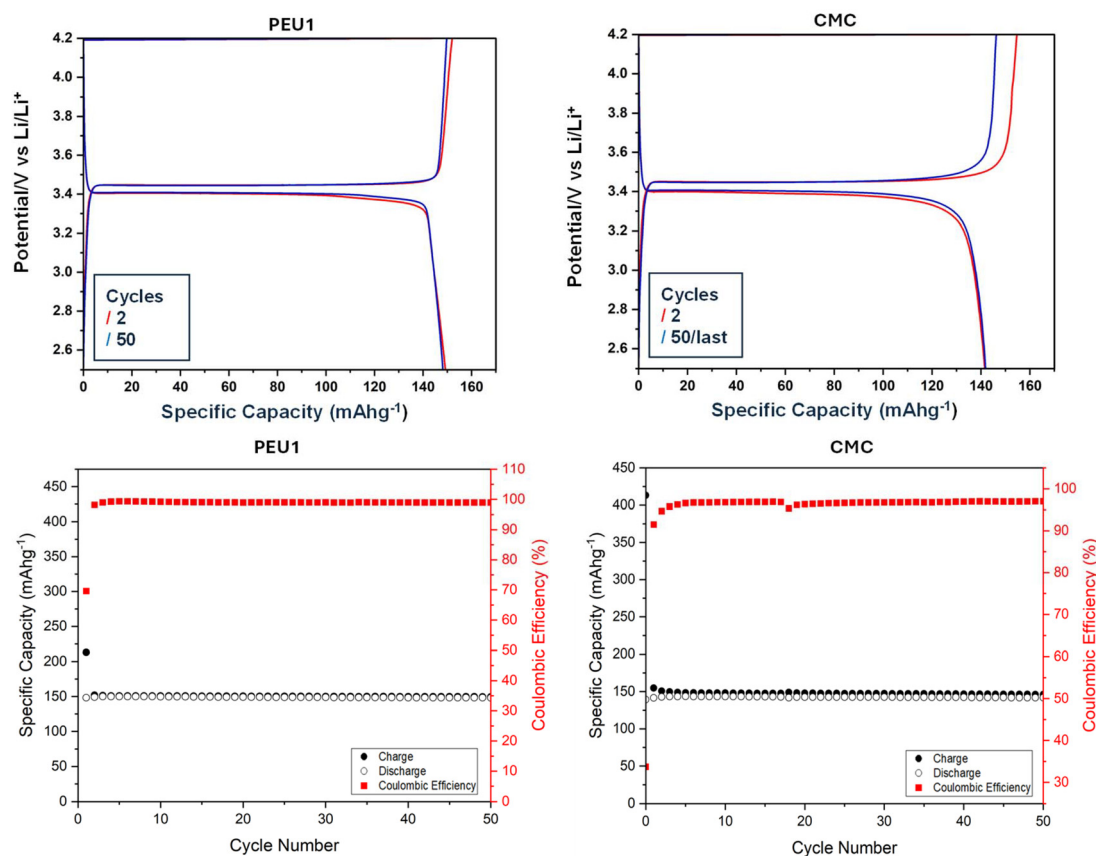 PEU1
4.2
4.0
3.8
3.6
3.4
3.2
3.0
2.8
2.6
Potential/V vs Li/Li⁺
Cycles
/ 2
/ 50
0 20 40 60 80 100 120 140 160
Specific Capacity (mAhg⁻¹)
CMC
4.2
4.0
3.8
3.6
3.4
3.2
3.0
2.8
2.6
Potential/V vs Li/Li⁺
Cycles
/ 2
/ 50/last
0 20 40 60 80 100 120 140 160
Specific Capacity (mAhg⁻¹)
PEU1
450
400
350
300
250
200
150
100
50
0
Specific Capacity (mAhg⁻¹)
110
100
90
80
70
60
50
40
30
20
10
0
Coulombic Efficiency (%)
Charge
Discharge
Coulombic Efficiency
0 10 20 30 40 50
Cycle Number
CMC
450
400
350
300
250
200
150
100
50
0
Specific Capacity (mAhg⁻¹)
100
90
80
70
60
50
40
30
Coulombic Efficiency (%)
Charge
Discharge
Coulombic Efficiency
0 10 20 30 40 50
Cycle Number